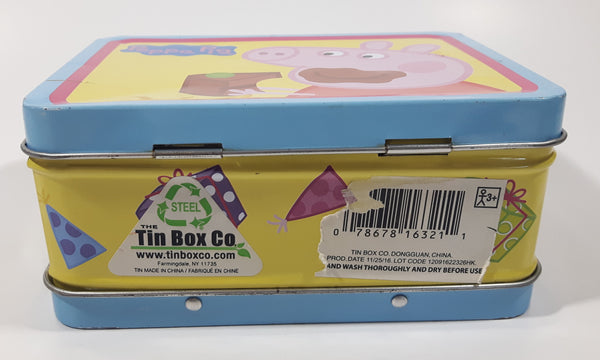 Peppa Pig
STEEL
THE
Tin Box Co.
www.tinboxco.com
Farmingdale, NY 11735
TIN MADE IN CHINA / FABRIQUÉ EN CHINE
3+
0 78678 16321 1
TIN BOX CO. DONGGUAN, CHINA.
PROD.DATE 11/25/16. LOT CODE 12091622326HK.
AND WASH THOROUGHLY AND DRY BEFORE USE